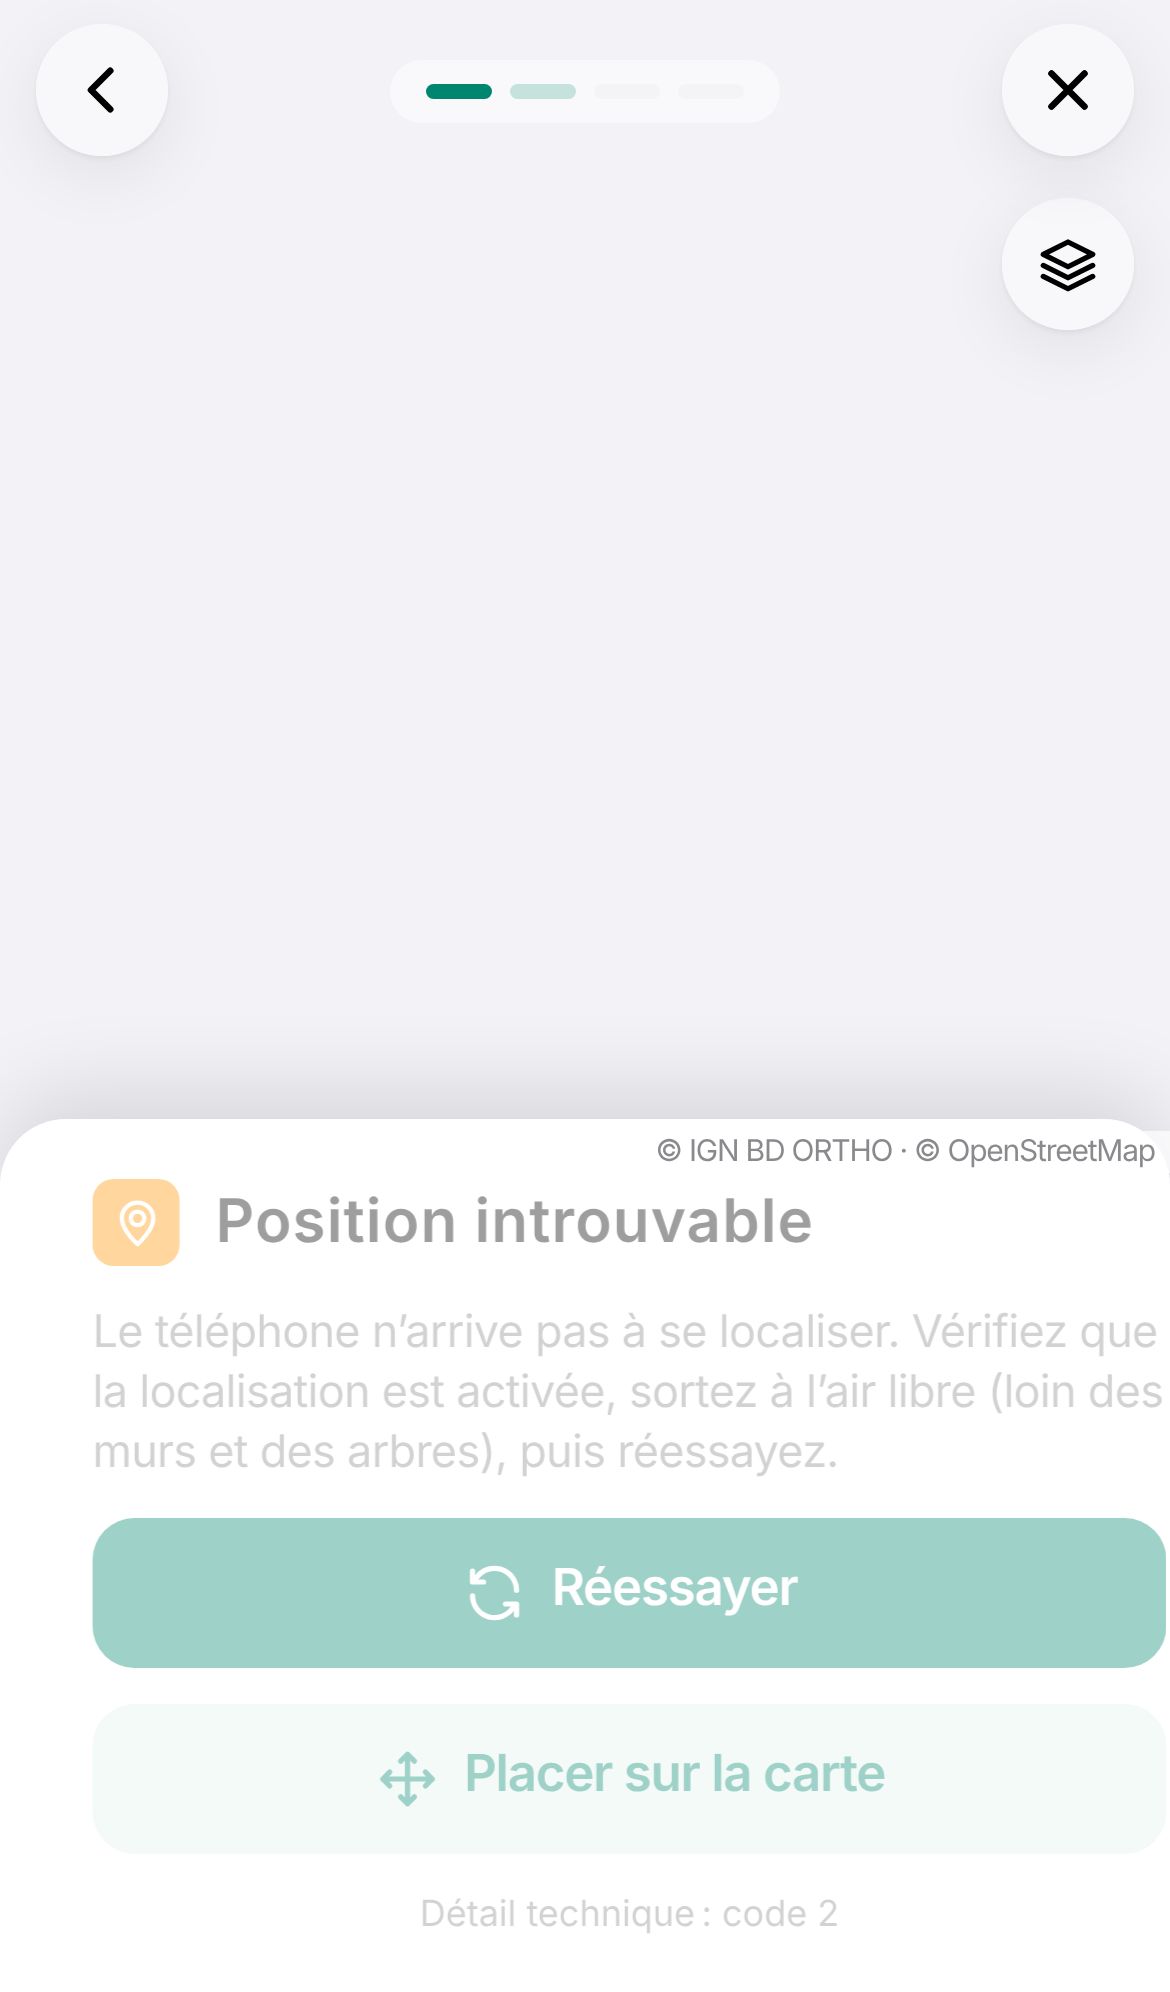 © IGN BD ORTHO · © OpenStreetMap
Position introuvable
Le téléphone n’arrive pas à se localiser. Vérifiez que
la localisation est activée, sortez à l’air libre (loin des
murs et des arbres), puis réessayez.
Réessayer
Placer sur la carte
Détail technique : code 2